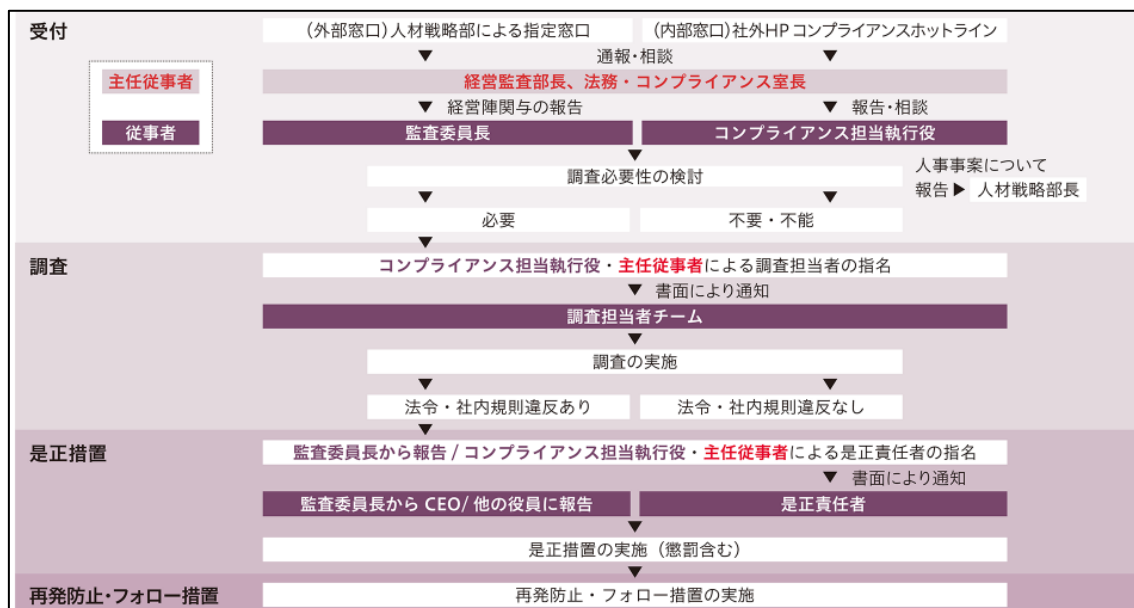 受付
(外部窓口)人材戦略部による指定窓口
(内部窓口)社外HP コンプライアンスホットライン
通報・相談
主任従事者
従事者
経営監査部長、法務・コンプライアンス室長
▼ 経営陣関与の報告
▼ 報告・相談
監査委員長
コンプライアンス担当執行役
調査必要性の検討
人事事案について
報告 ▶ 人材戦略部長
必要
不要・不能
調査
コンプライアンス担当執行役・主任従事者による調査担当者の指名
▼ 書面により通知
調査担当者チーム
調査の実施
法令・社内規則違反あり
法令・社内規則違反なし
是正措置
監査委員長から報告 / コンプライアンス担当執行役・主任従事者による是正責任者の指名
▼ 書面により通知
監査委員長から CEO/ 他の役員に報告
是正責任者
是正措置の実施（懲罰含む）
再発防止・フォロー措置
再発防止・フォロー措置の実施